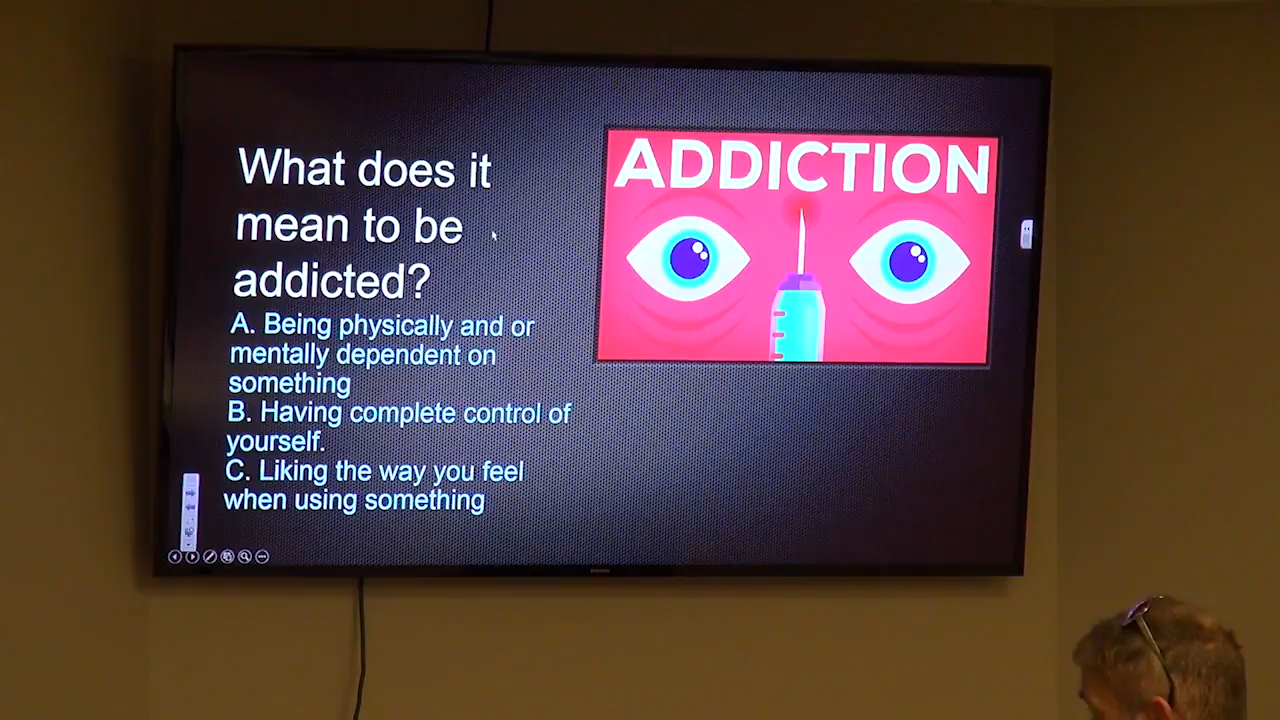 What does it
mean to be
addicted?
A. Being physically and or
mentally dependent on
something
B. Having complete control of
yourself.
C. Liking the way you feel
when using something
ADDICTION